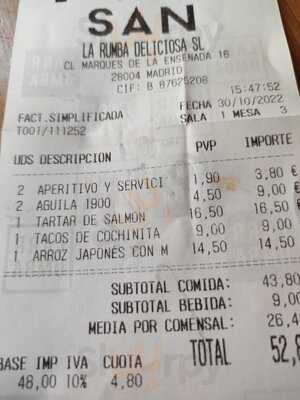 SAN
LA RUMBA DELICIOSA SL
CL MARQUES DE LA ENSENADA 16
28004 MADRID
CIF: B 87625208
15:47:52
FACT.SIMPLIFICADA FECHA 30/10/2022
T001/111252 SALA 1 MESA 3
UDS DESCRIPCION PVP IMPORTE
2 APERITIVO Y SERVICI 1,90 3,80 €
2 AGUILA 1900 4,50 9,00 €
1 TARTAR DE SALMON 16,50 16,50 €
1 TACOS DE COCHINITA 9,00 9,00
1 ARROZ JAPONÉS CON M 14,50 14,50
SUBTOTAL COMIDA: 43,80
SUBTOTAL BEBIDA: 9,00
MEDIA POR COMENSAL: 26,4
TOTAL 52,8
BASE IMP IVA CUOTA
48,00 10% 4,80